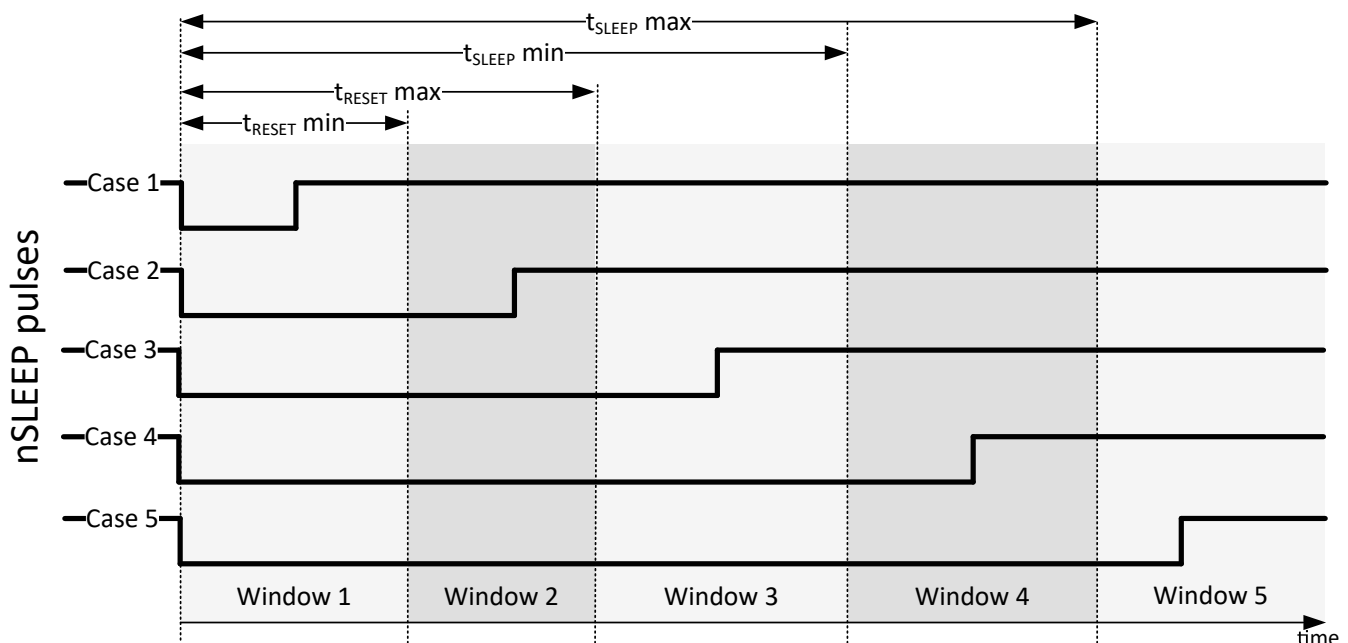 tSLEEP max
tSLEEP min
tRESET max
tRESET min
Case 1
Case 2
Case 3
Case 4
Case 5
nSLEEP pulses
Window 1 Window 2 Window 3 Window 4 Window 5
time